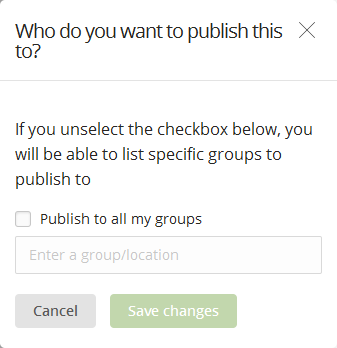 Who do you want to publish this
to?
If you unselect the checkbox below, you
will be able to list specific groups to
publish to
Publish to all my groups
Enter a group/location
Cancel
Save changes